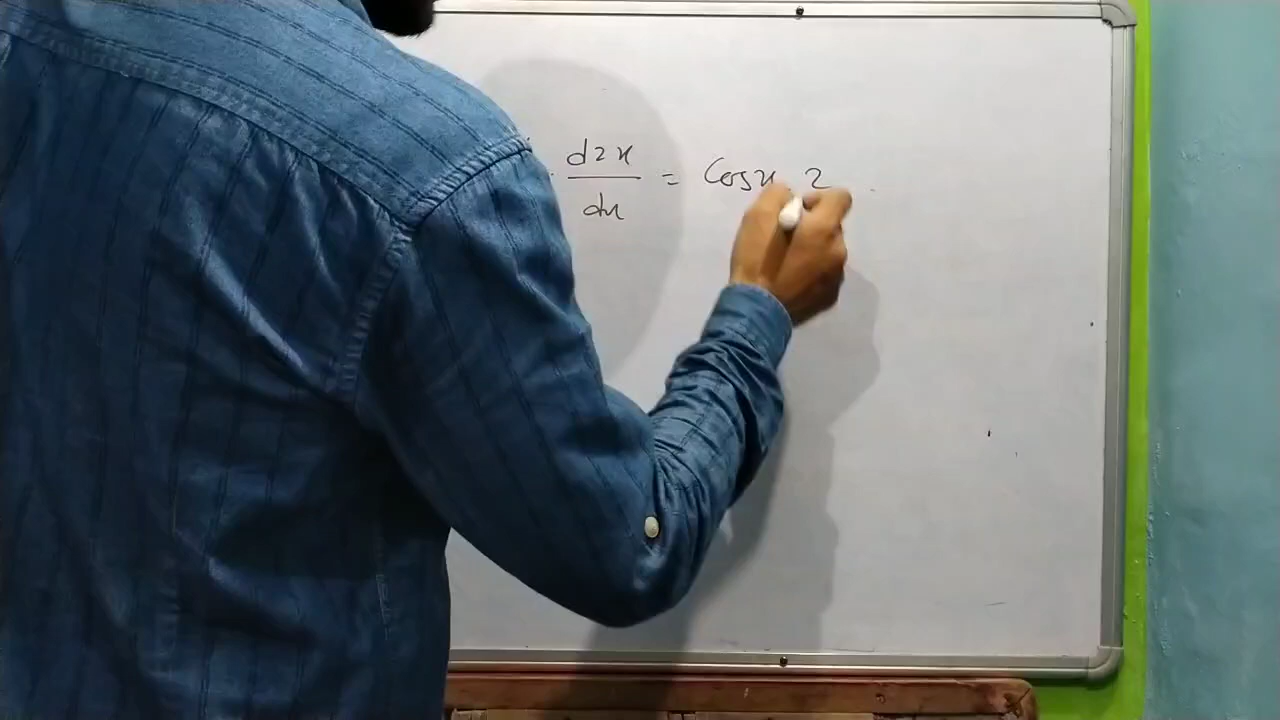 · d2x/dx = Cosx. 2